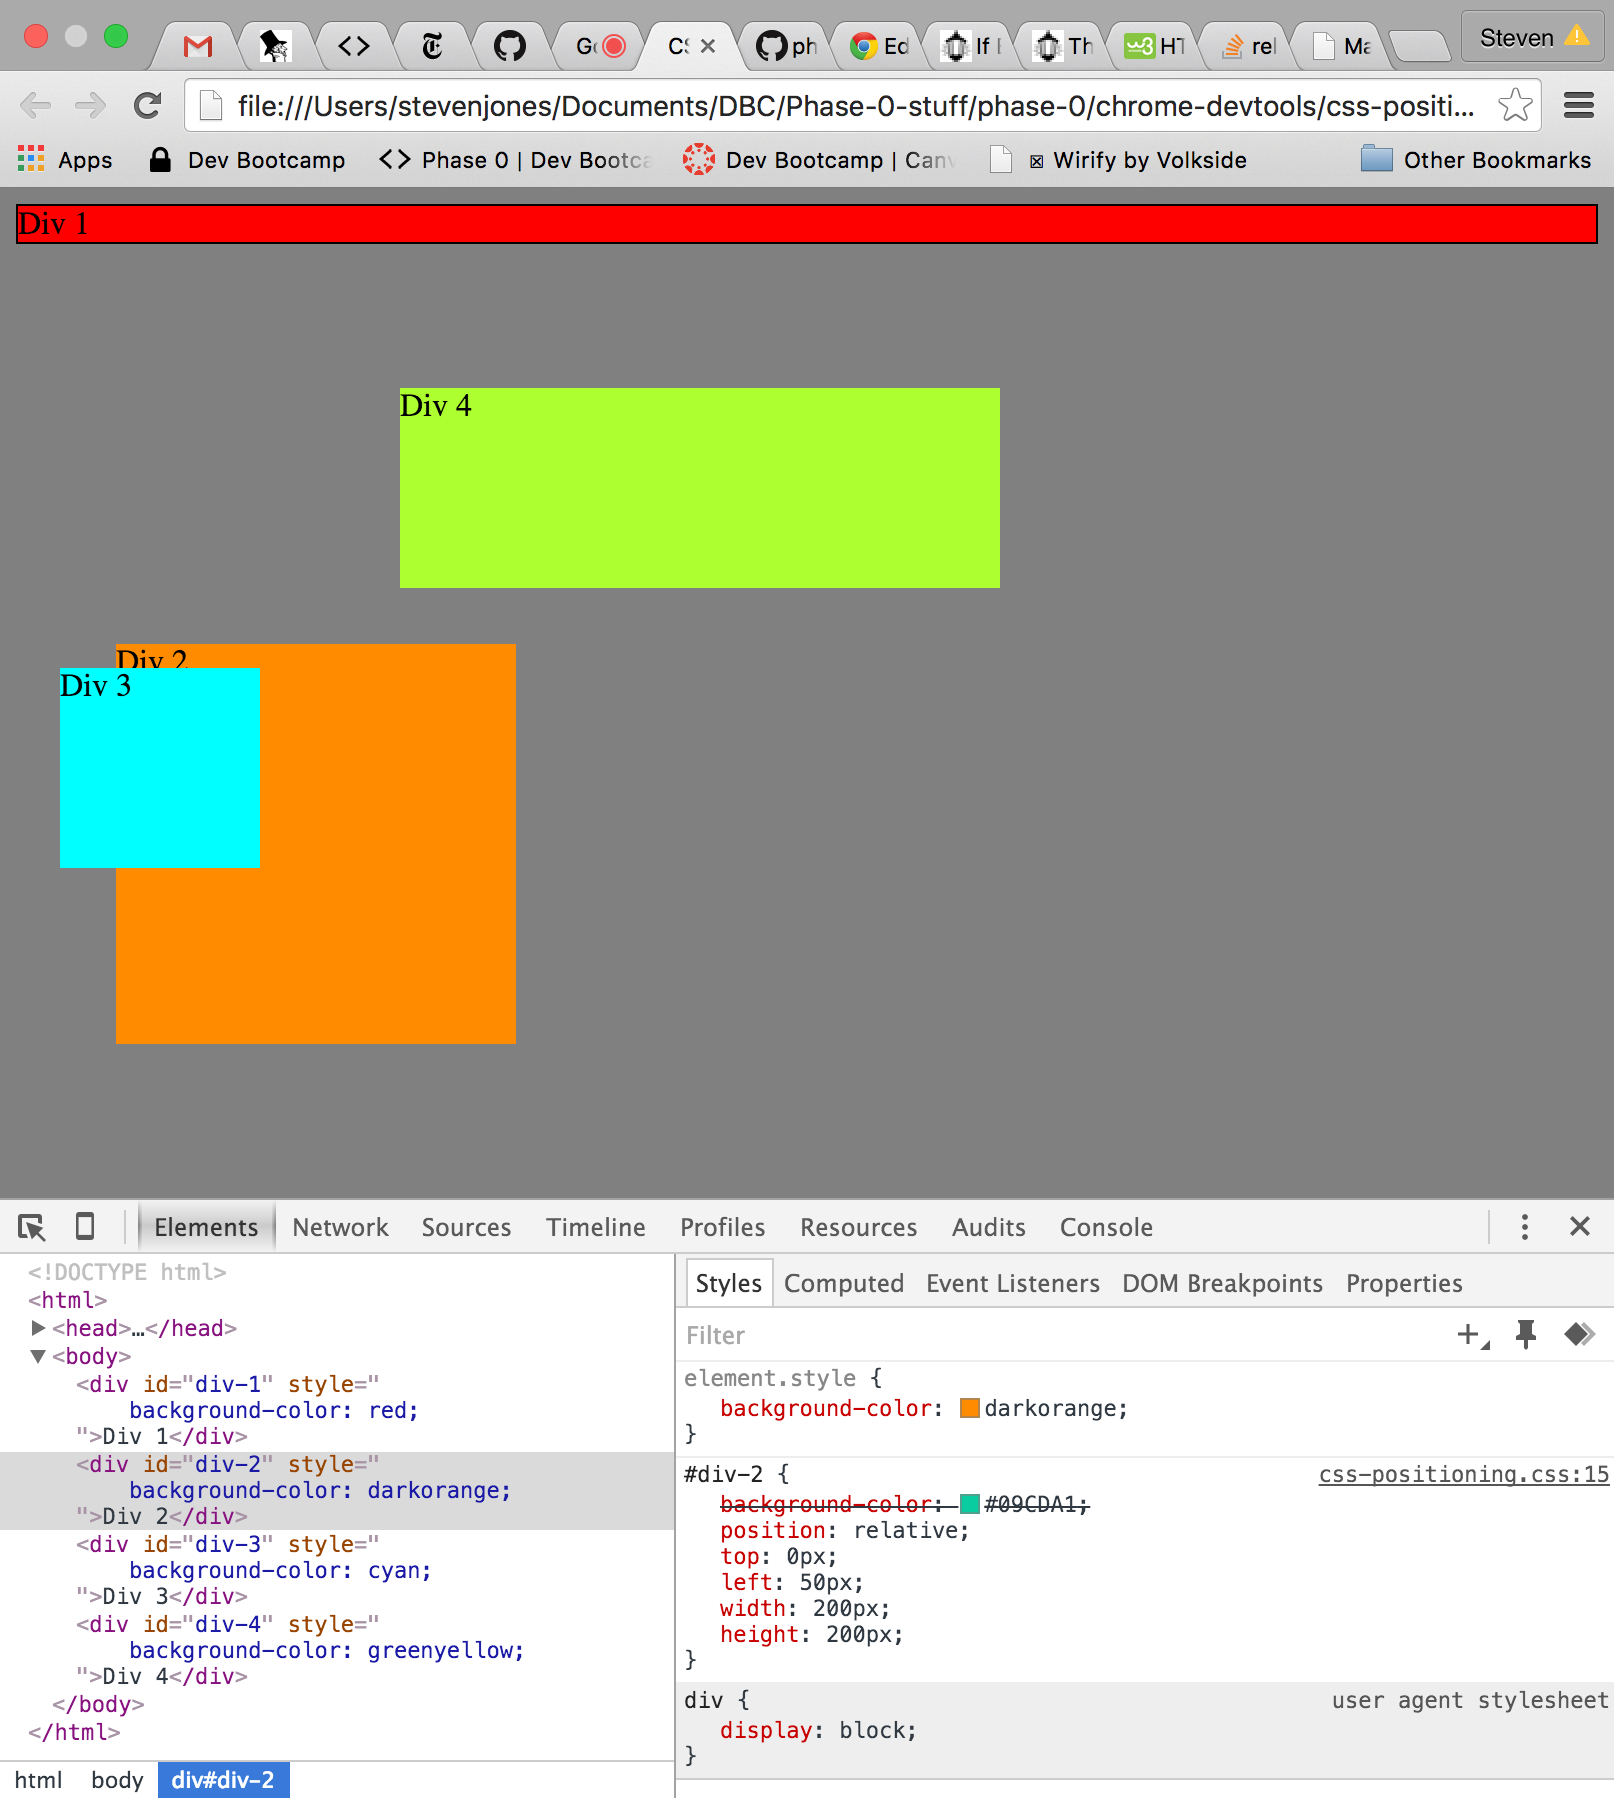 Go CS ph Ed If E Th HT rel Ma Steven
file:///Users/stevenjones/Documents/DBC/Phase-0-stuff/phase-0/chrome-devtools/css-positi...
Apps Dev Bootcamp <> Phase 0 | Dev Bootca Dev Bootcamp | Canv Wirify by Volkside Other Bookmarks
Div 1
Div 4
Div 2
Div 3
Elements Network Sources Timeline Profiles Resources Audits Console
<!DOCTYPE html>
<html>
<head>…</head>
<body>
<div id="div-1" style="
background-color: red;
">Div 1</div>
<div id="div-2" style="
background-color: darkorange;
">Div 2</div>
<div id="div-3" style="
background-color: cyan;
">Div 3</div>
<div id="div-4" style="
background-color: greenyellow;
">Div 4</div>
</body>
</html>
html body div#div-2
Styles Computed Event Listeners DOM Breakpoints Properties
Filter
element.style {
background-color: darkorange;
}
#div-2 { css-positioning.css:15
background-color: #09CDA1;
position: relative;
top: 0px;
left: 50px;
width: 200px;
height: 200px;
}
div { user agent stylesheet
display: block;
}